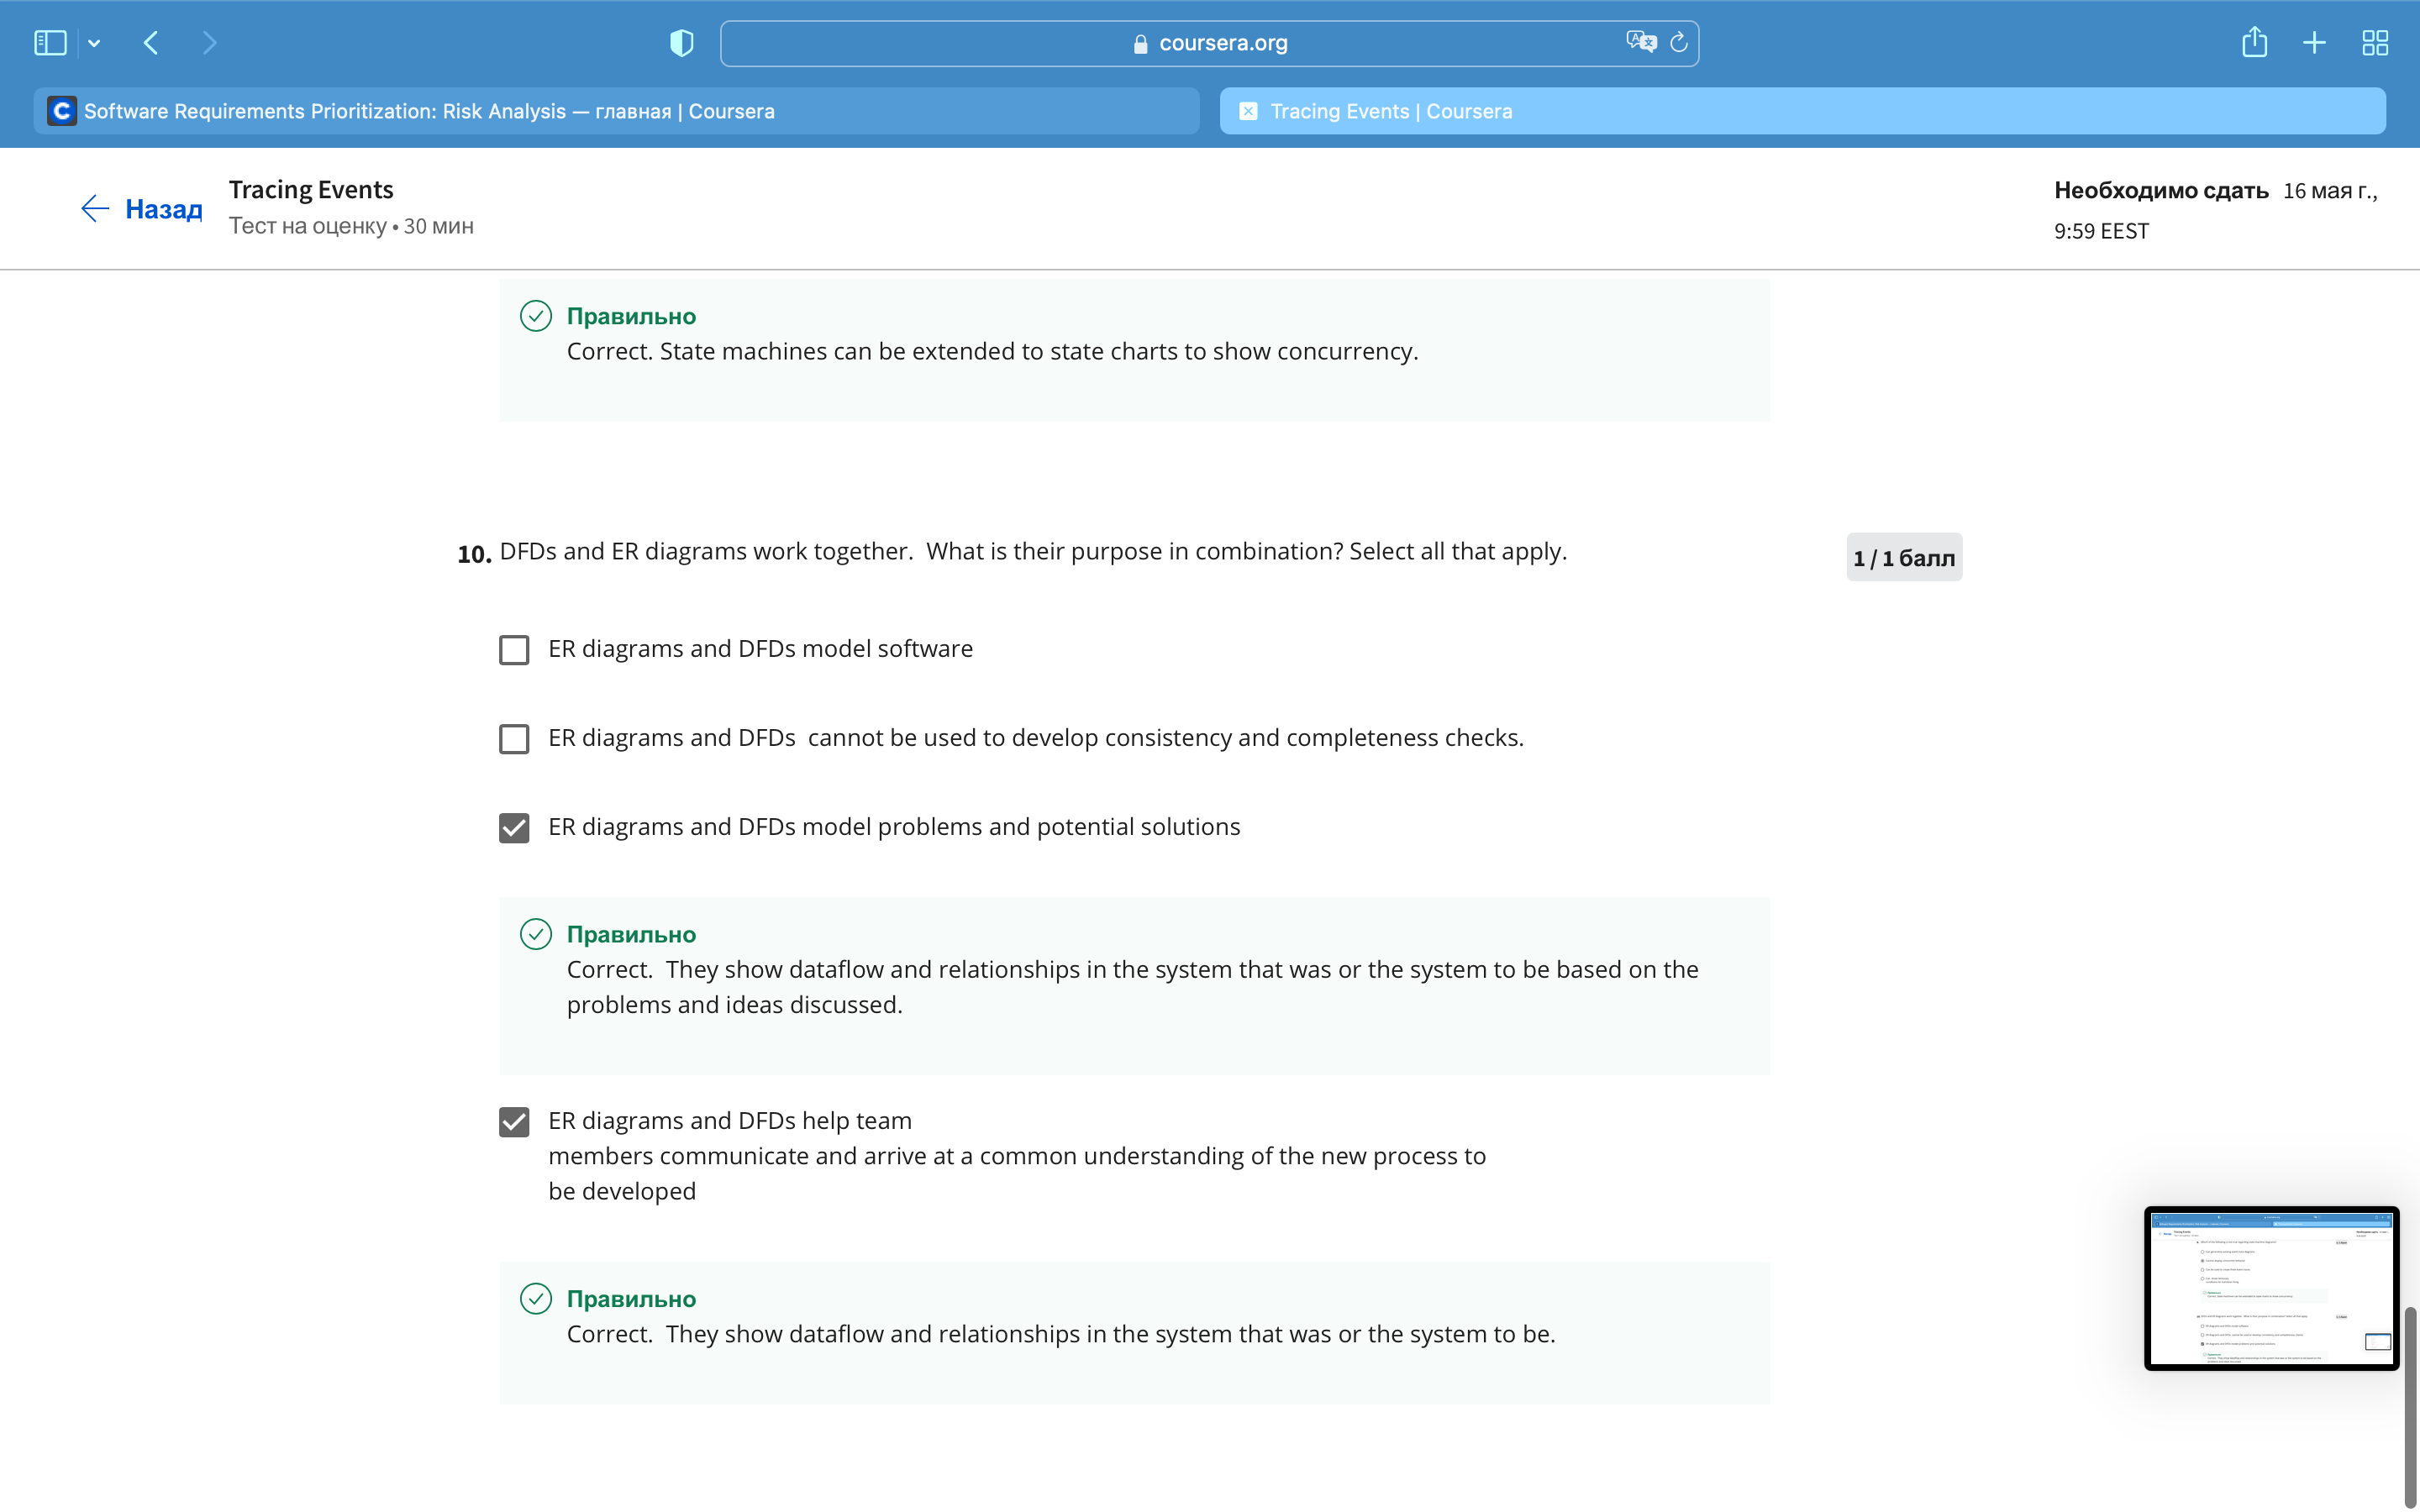 coursera.org
Software Requirements Prioritization: Risk Analysis — главная | Coursera
Tracing Events | Coursera
Назад
Tracing Events
Тест на оценку • 30 мин
Необходимо сдать 16 мая г.,
9:59 EEST
Правильно
Correct. State machines can be extended to state charts to show concurrency.
10. DFDs and ER diagrams work together. What is their purpose in combination? Select all that apply.
1 / 1 балл
ER diagrams and DFDs model software
ER diagrams and DFDs cannot be used to develop consistency and completeness checks.
ER diagrams and DFDs model problems and potential solutions
Правильно
Correct. They show dataflow and relationships in the system that was or the system to be based on the
problems and ideas discussed.
ER diagrams and DFDs help team
members communicate and arrive at a common understanding of the new process to
be developed
Правильно
Correct. They show dataflow and relationships in the system that was or the system to be.